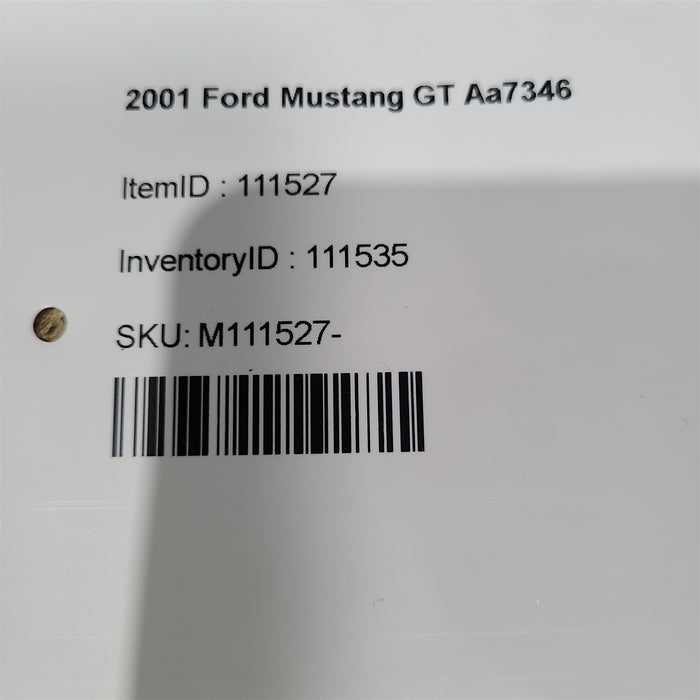 2001 Ford Mustang GT Aa7346
ItemID : 111527
InventoryID : 111535
SKU: M111527-